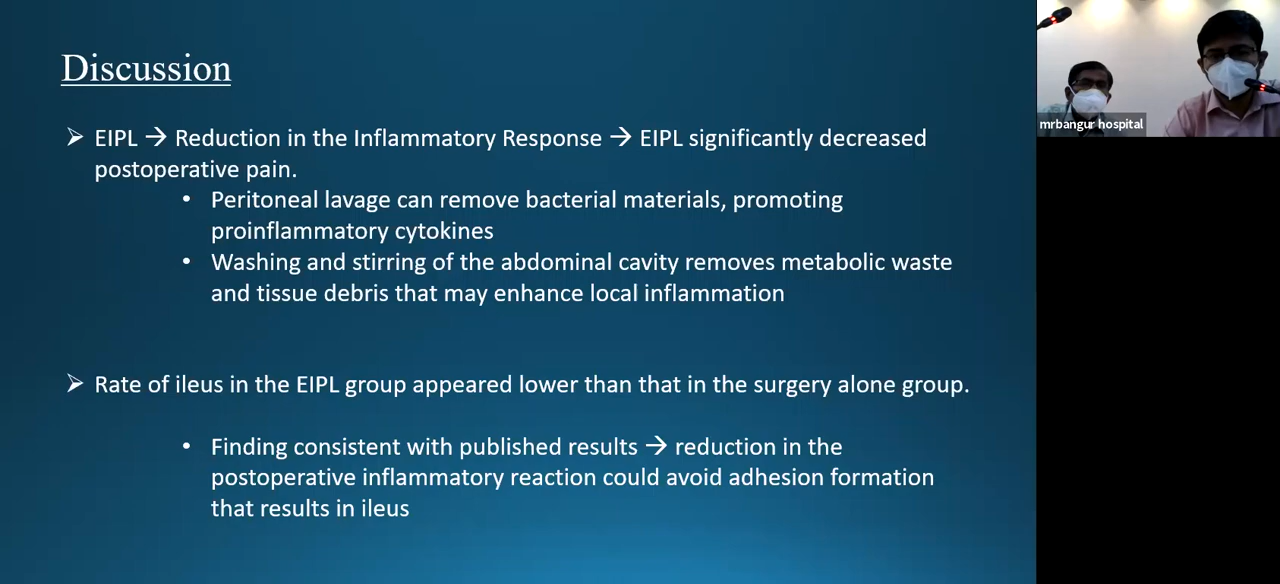 Discussion
➢ EIPL → Reduction in the Inflammatory Response → EIPL significantly decreased
postoperative pain.
• Peritoneal lavage can remove bacterial materials, promoting
proinflammatory cytokines
• Washing and stirring of the abdominal cavity removes metabolic waste
and tissue debris that may enhance local inflammation
➢ Rate of ileus in the EIPL group appeared lower than that in the surgery alone group.
• Finding consistent with published results → reduction in the
postoperative inflammatory reaction could avoid adhesion formation
that results in ileus
mrbangur hospital